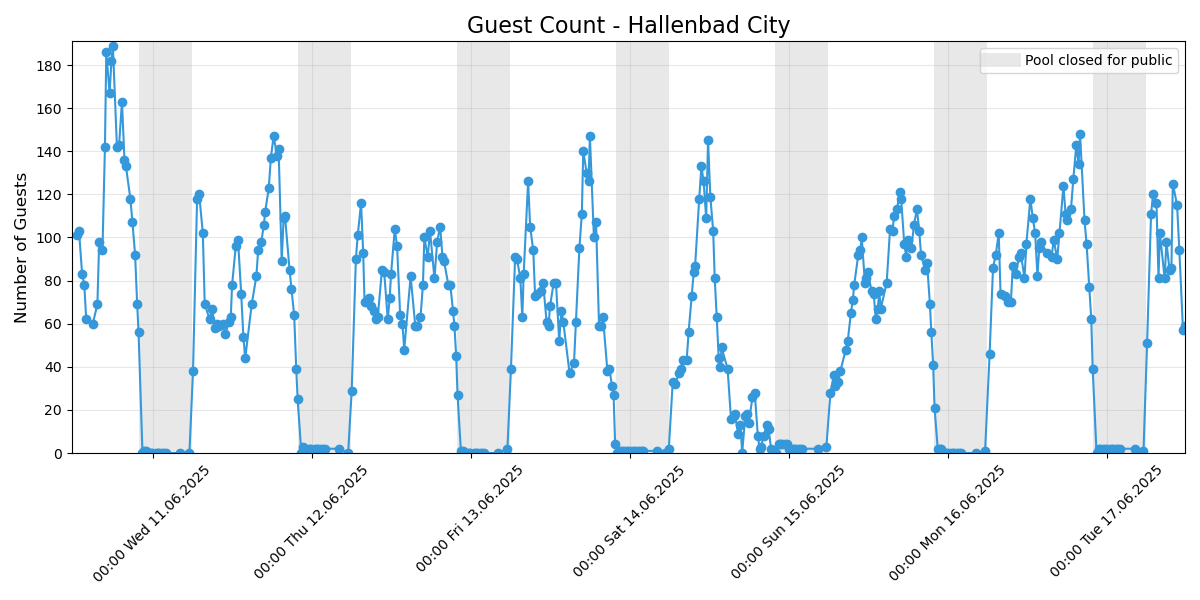 Guest Count - Hallenbad City
Pool closed for public
Number of Guests
180
160
140
120
100
80
60
40
20
0
00:00 Wed 11.06.2025
00:00 Thu 12.06.2025
00:00 Fri 13.06.2025
00:00 Sat 14.06.2025
00:00 Sun 15.06.2025
00:00 Mon 16.06.2025
00:00 Tue 17.06.2025